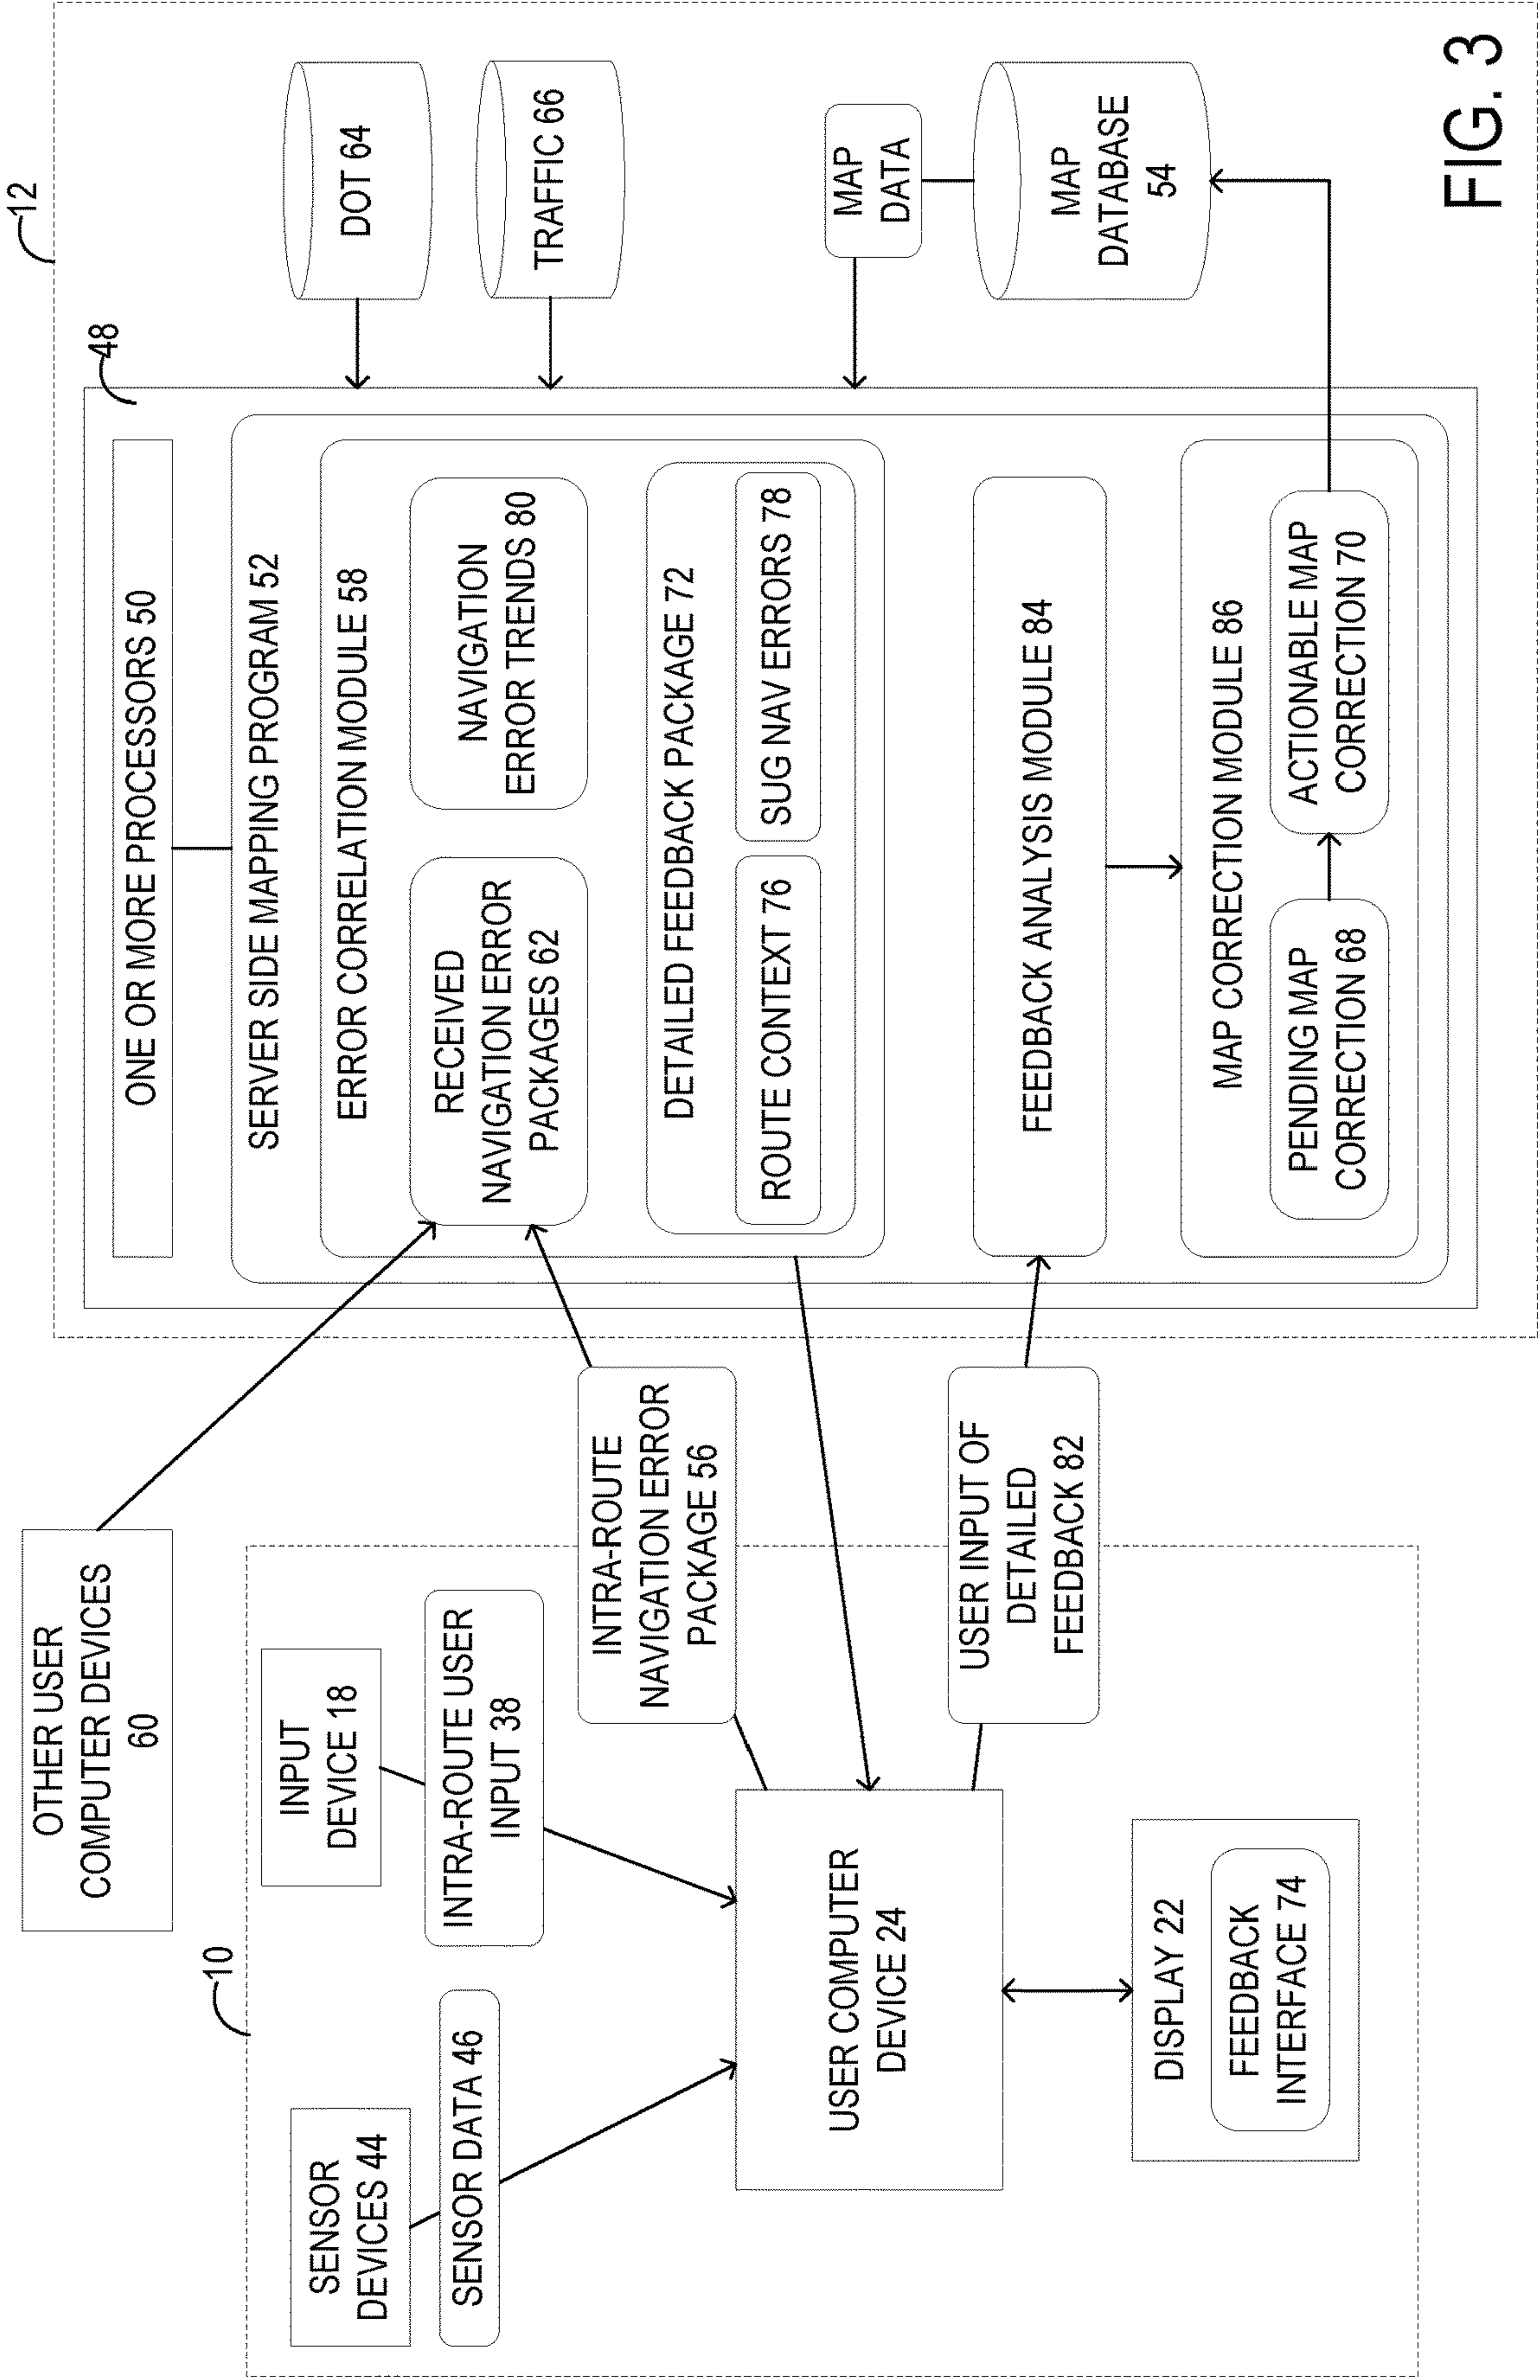 12
48
ONE OR MORE PROCESSORS 50
SERVER SIDE MAPPING PROGRAM 52
ERROR CORRELATION MODULE 58
RECEIVED
NAVIGATION ERROR
PACKAGES 62
NAVIGATION
ERROR TRENDS 80
DETAILED FEEDBACK PACKAGE 72
ROUTE CONTEXT 76
SUG NAV ERRORS 78
FEEDBACK ANALYSIS MODULE 84
MAP CORRECTION MODULE 86
PENDING MAP
CORRECTION 68
ACTIONABLE MAP
CORRECTION 70
DOT 64
TRAFFIC 66
MAP
DATA
MAP
DATABASE
54
OTHER USER
COMPUTER DEVICES
60
10
SENSOR
DEVICES 44
SENSOR DATA 46
INPUT
DEVICE 18
INTRA-ROUTE USER
INPUT 38
INTRA-ROUTE
NAVIGATION ERROR
PACKAGE 56
USER INPUT OF
DETAILED
FEEDBACK 82
USER COMPUTER
DEVICE 24
DISPLAY 22
FEEDBACK
INTERFACE 74
FIG. 3